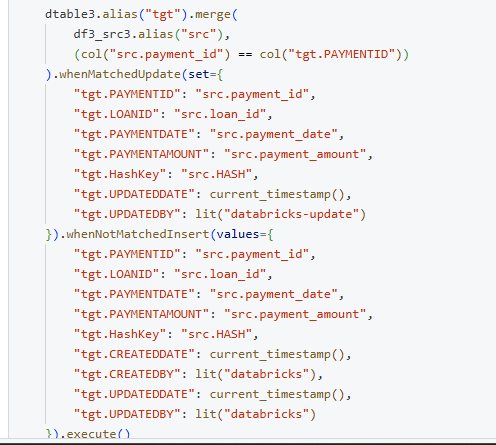 dtable3.alias("tgt").merge(
    df3_src3.alias("src"),
    (col("src.payment_id") == col("tgt.PAYMENTID"))
).whenMatchedUpdate(set={
    "tgt.PAYMENTID": "src.payment_id",
    "tgt.LOANID": "src.loan_id",
    "tgt.PAYMENTDATE": "src.payment_date",
    "tgt.PAYMENTAMOUNT": "src.payment_amount",
    "tgt.HashKey": "src.HASH",
    "tgt.UPDATEDDATE": current_timestamp(),
    "tgt.UPDATEDBY": lit("databricks-update")
}).whenNotMatchedInsert(values={
    "tgt.PAYMENTID": "src.payment_id",
    "tgt.LOANID": "src.loan_id",
    "tgt.PAYMENTDATE": "src.payment_date",
    "tgt.PAYMENTAMOUNT": "src.payment_amount",
    "tgt.HashKey": "src.HASH",
    "tgt.CREATEDDATE": current_timestamp(),
    "tgt.CREATEDBY": lit("databricks"),
    "tgt.UPDATEDDATE": current_timestamp(),
    "tgt.UPDATEDBY": lit("databricks")
}).execute()